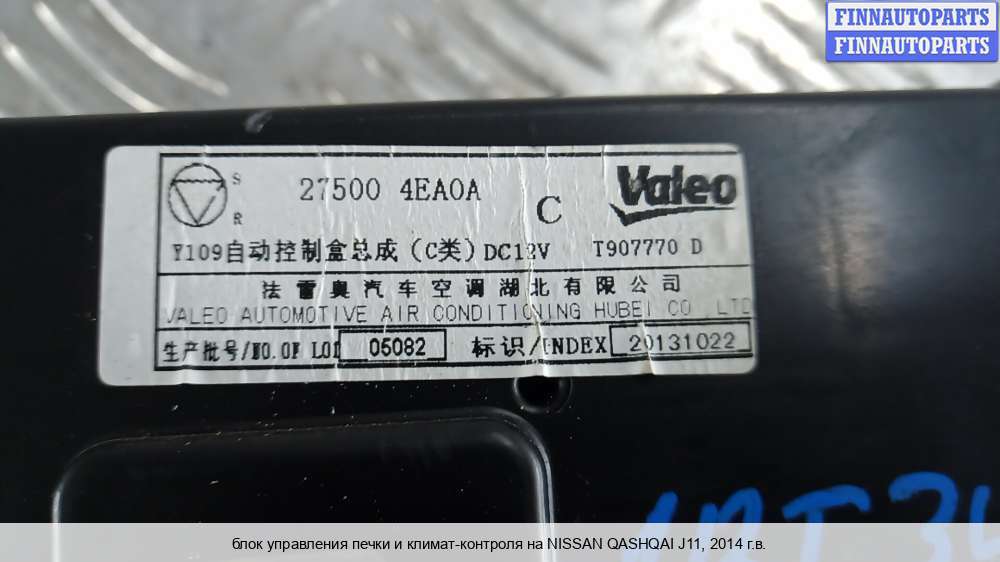 FINNAUTOPARTS
FINNAUTOPARTS
S
R
27500 4EA0A
C
Valeo
Y109自动控制盒总成（C类）DC12V T907770 D
法雷奥汽车空调湖北有限公司
VALEO AUTOMOTIVE AIR CONDITIONING HUBEI CO.,LTD
生产批号/NO.OF LOT 05082 标识/INDEX 20131022
блок управления печки и климат-контроля на NISSAN QASHQAI J11, 2014 г.в.